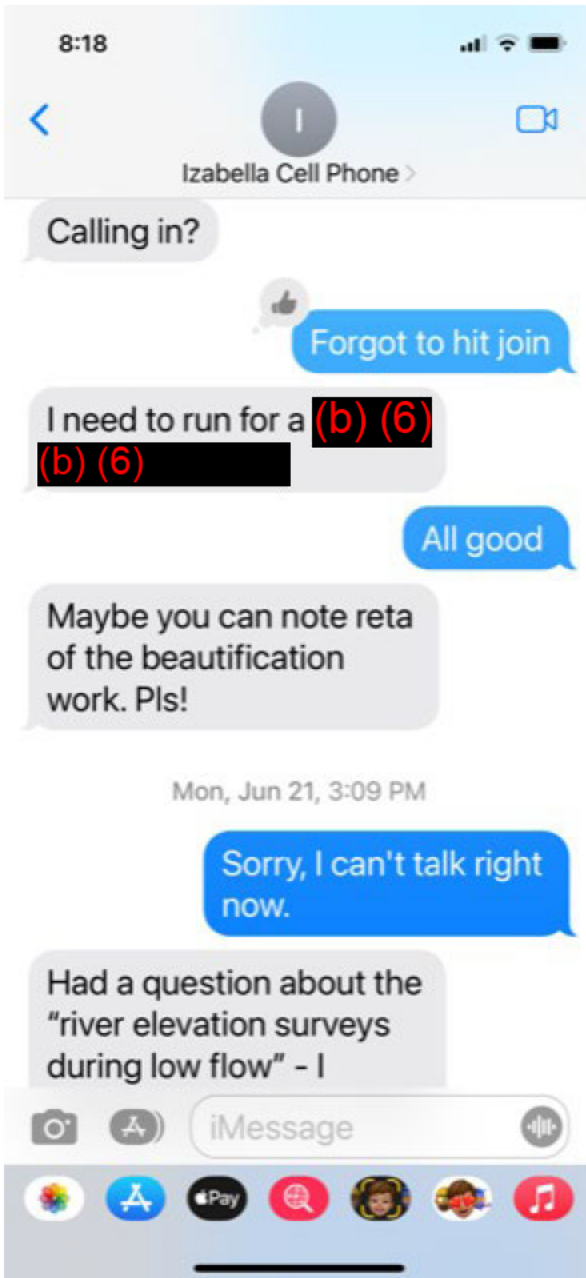 8:18
I
Izabella Cell Phone
Calling in?
Forgot to hit join
I need to run for a (b) (6)
(b) (6)
All good
Maybe you can note reta
of the beautification
work. Pls!
Mon, Jun 21, 3:09 PM
Sorry, I can't talk right
now.
Had a question about the
“river elevation surveys
during low flow” - I
iMessage
Pay